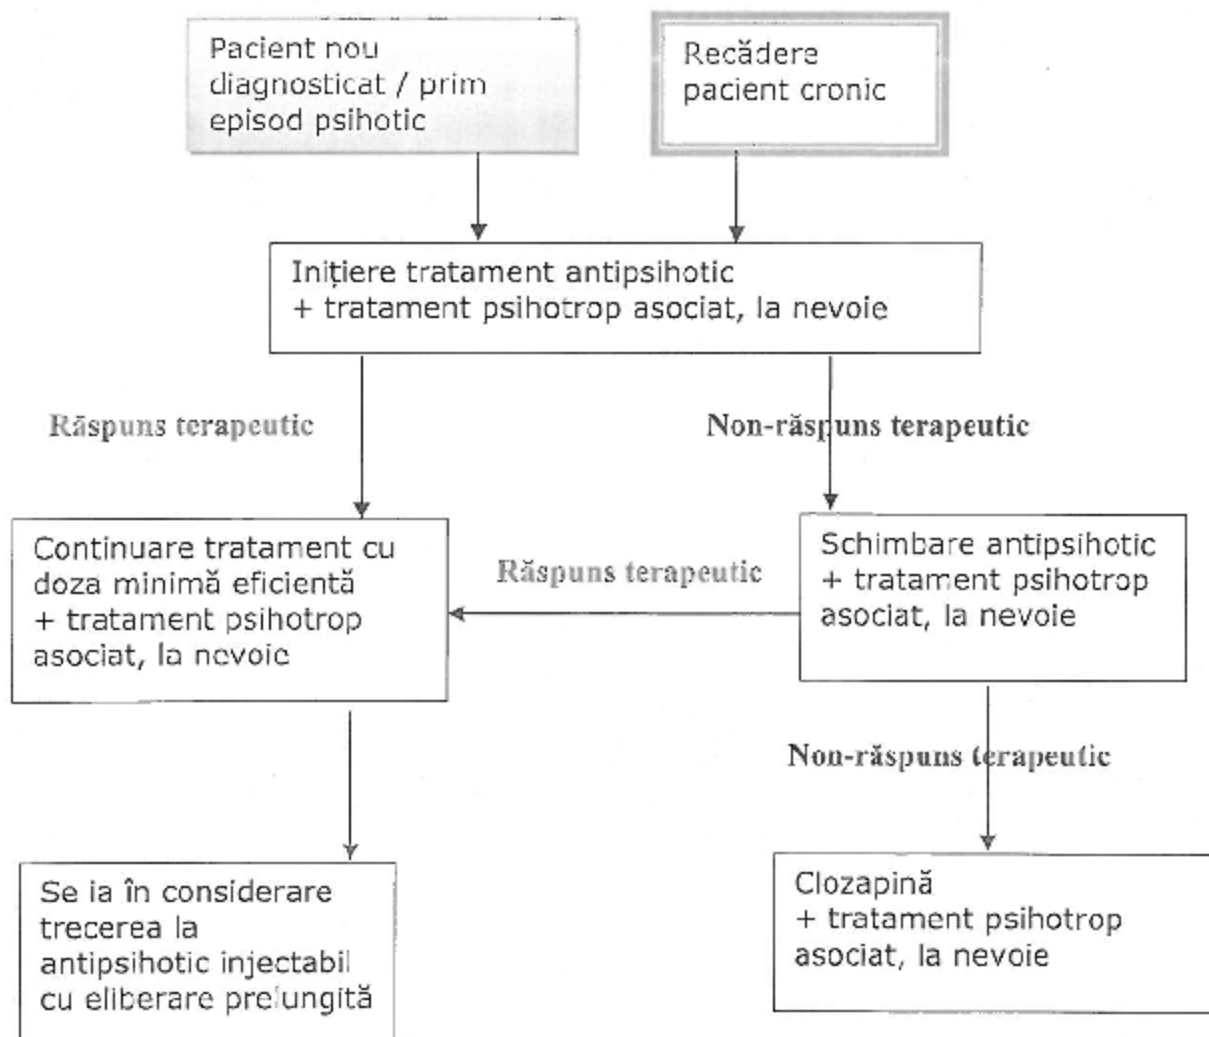 Pacient nou
diagnosticat / prim
episod psihotic
Recădere
pacient cronic
Inițiere tratament antipsihotic
+ tratament psihotrop asociat, la nevoie
Răspuns terapeutic
Non-răspuns terapeutic
Continuare tratament cu
doza minimă eficientă
+ tratament psihotrop
asociat, la nevoie
Răspuns terapeutic
Schimbare antipsihotic
+ tratament psihotrop
asociat, la nevoie
Non-răspuns terapeutic
Se ia în considerare
trecerea la
antipsihotic injectabil
cu eliberare prelungită
Clozapină
+ tratament psihotrop
asociat, la nevoie